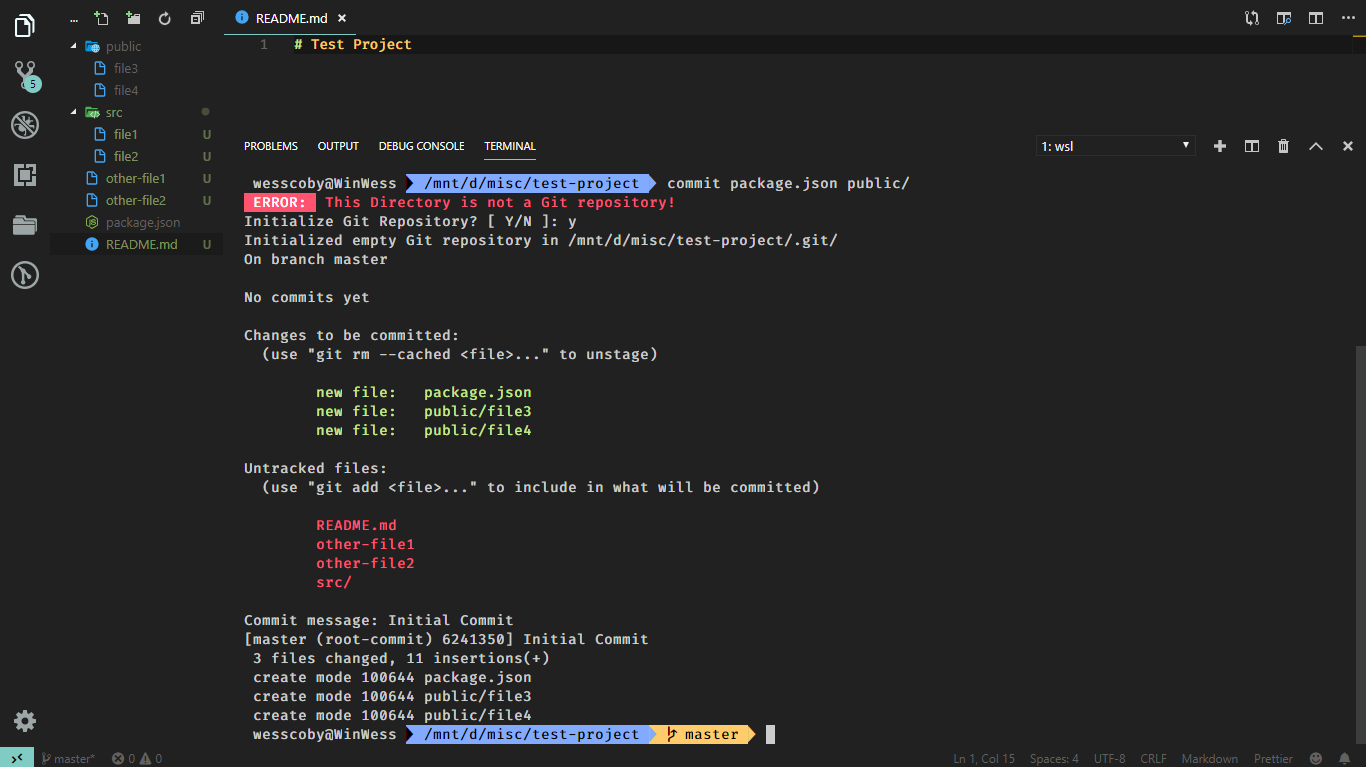 ...
README.md
public
file3
file4
src
file1 U
file2 U
other-file1 U
other-file2 U
package.json
README.md U
5
1 # Test Project
PROBLEMS OUTPUT DEBUG CONSOLE TERMINAL
1: wsl
wesscoby@WinWess /mnt/d/misc/test-project commit package.json public/
ERROR: This Directory is not a Git repository!
Initialize Git Repository? [ Y/N ]: y
Initialized empty Git repository in /mnt/d/misc/test-project/.git/
On branch master
No commits yet
Changes to be committed:
(use "git rm --cached <file>..." to unstage)
new file: package.json
new file: public/file3
new file: public/file4
Untracked files:
(use "git add <file>..." to include in what will be committed)
README.md
other-file1
other-file2
src/
Commit message: Initial Commit
[master (root-commit) 6241350] Initial Commit
3 files changed, 11 insertions(+)
create mode 100644 package.json
create mode 100644 public/file3
create mode 100644 public/file4
wesscoby@WinWess /mnt/d/misc/test-project master
master* 0 0 Ln 1, Col 15 Spaces: 4 UTF-8 CRLF Markdown Prettier